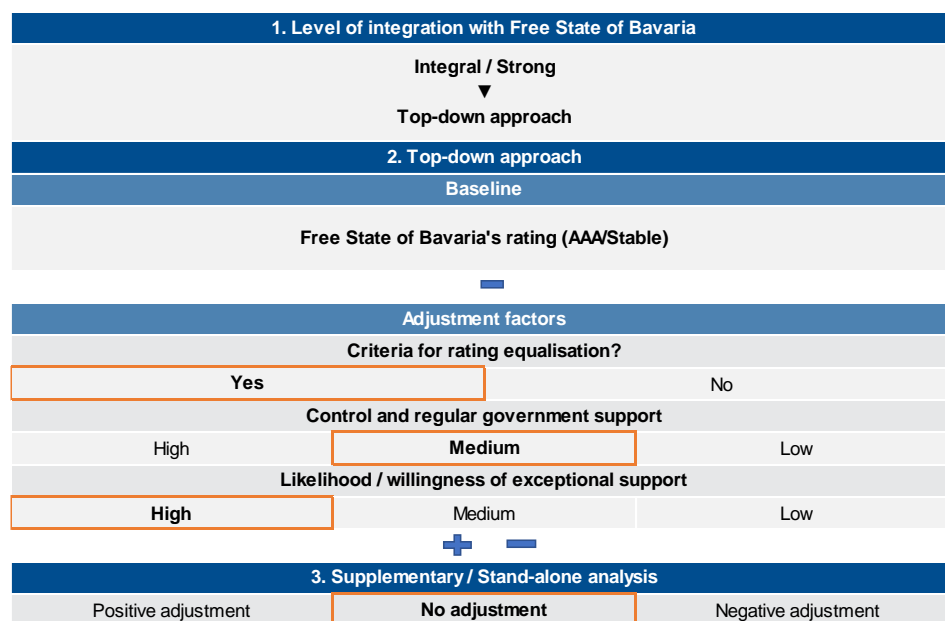 1. Level of integration with Free State of Bavaria
Integral / Strong
▼
Top-down approach
2. Top-down approach
Baseline
Free State of Bavaria's rating (AAA/Stable)
Adjustment factors
Criteria for rating equalisation?
Yes No
Control and regular government support
High Medium Low
Likelihood / willingness of exceptional support
High Medium Low
3. Supplementary / Stand-alone analysis
Positive adjustment No adjustment Negative adjustment